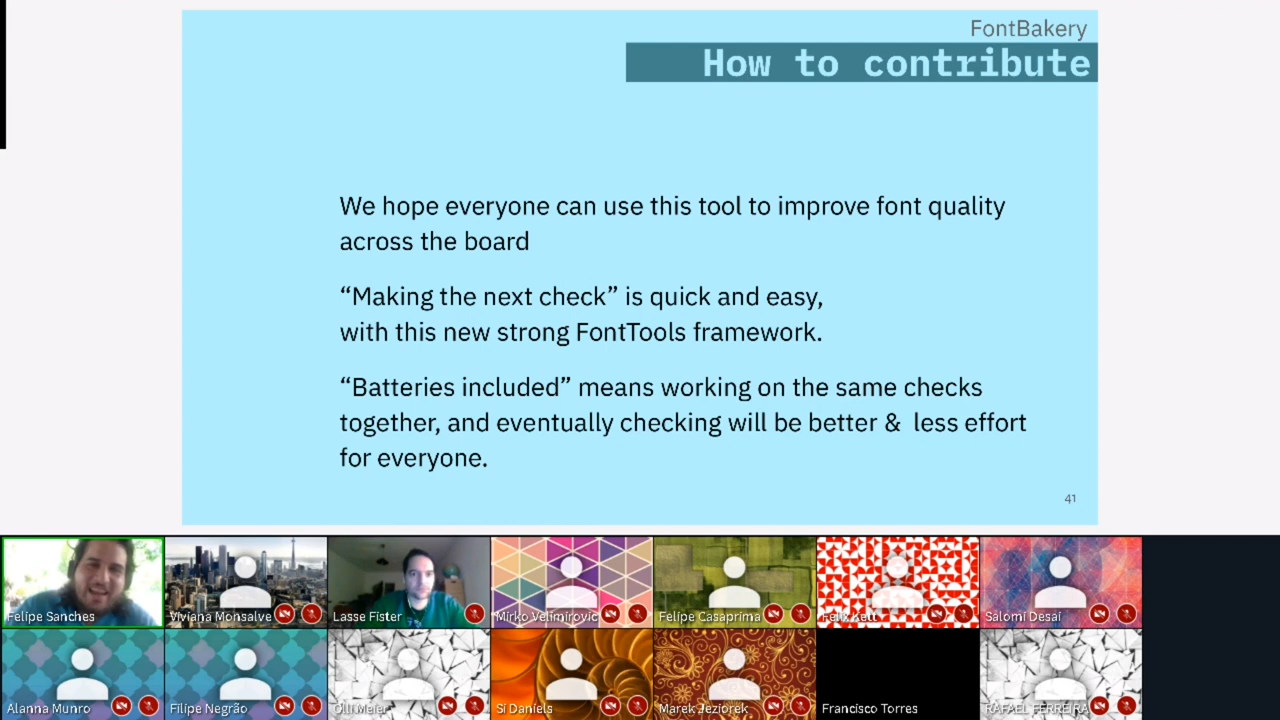 FontBakery
How to contribute
We hope everyone can use this tool to improve font quality
across the board
“Making the next check” is quick and easy,
with this new strong FontTools framework.
“Batteries included” means working on the same checks
together, and eventually checking will be better &  less effort
for everyone.
41
Felipe Sanches
Viviana Monsalve
Lasse Fister
Mirko Velimirovic
Felipe Casaprima
Felix Kett
Salomi Desai
Alanna Munro
Filipe Negrão
Olli Meier
Si Daniels
Marek Jeziorek
Francisco Torres
RAFAEL FERREIRA